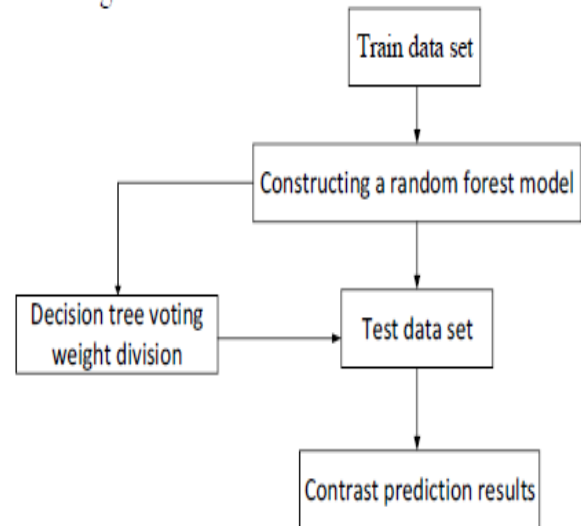 Train data set
Constructing a random forest model
Decision tree voting
weight division
Test data set
Contrast prediction results